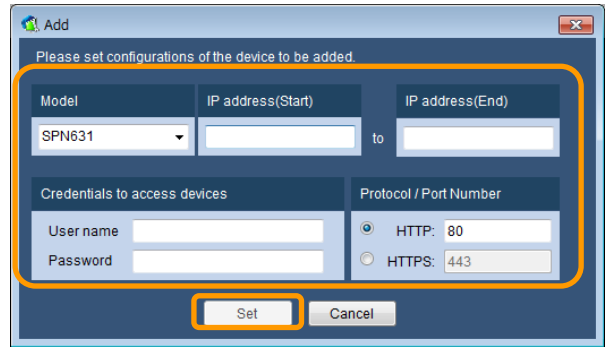 Add
Please set configurations of the device to be added.
Model IP address(Start) IP address(End)
SPN631 to
Credentials to access devices Protocol / Port Number
User name HTTP: 80
Password HTTPS: 443
Set Cancel